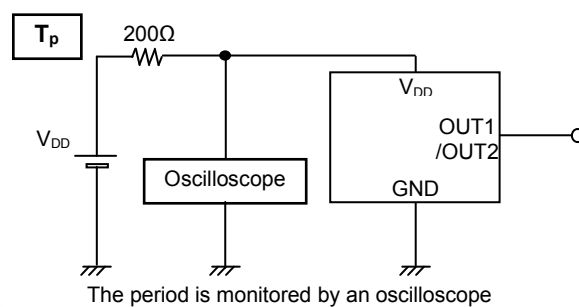 Tp
200Ω
VDD
Oscilloscope
VDD
OUT1
/OUT2
GND
The period is monitored by an oscilloscope